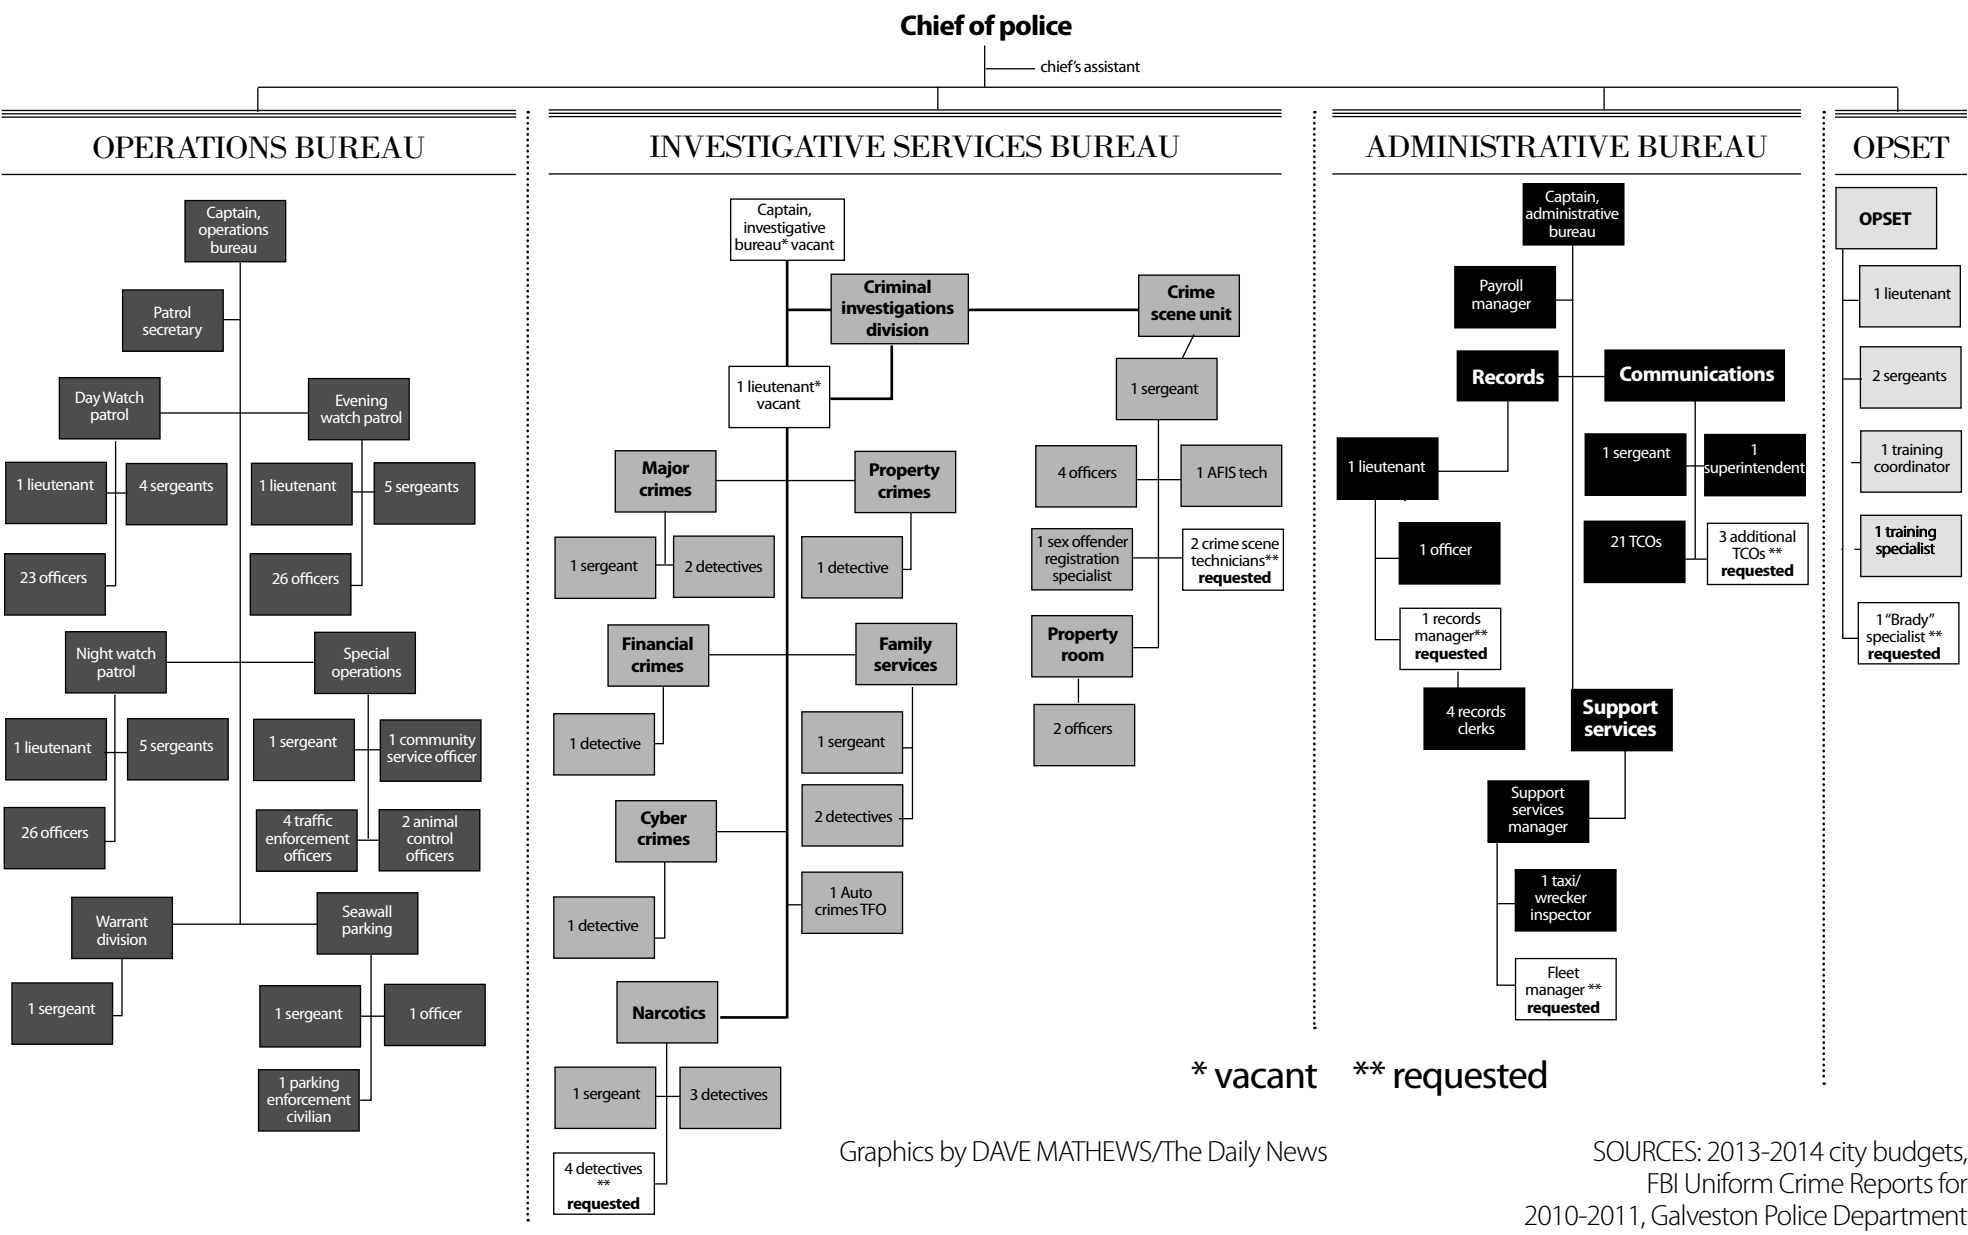 Chief of police
chief's assistant
OPERATIONS BUREAU
Captain,
operations
bureau
Patrol
secretary
Day Watch
patrol
Evening
watch patrol
1 lieutenant
4 sergeants
1 lieutenant
5 sergeants
23 officers
26 officers
Night watch
patrol
Special
operations
1 lieutenant
5 sergeants
1 sergeant
1 community
service officer
26 officers
4 traffic
enforcement
officers
2 animal
control
officers
Warrant
division
Seawall
parking
1 sergeant
1 sergeant
1 officer
1 parking
enforcement
civilian
INVESTIGATIVE SERVICES BUREAU
Captain,
investigative
bureau* vacant
Criminal
investigations
division
Crime
scene unit
1 lieutenant*
vacant
1 sergeant
Major
crimes
Property
crimes
4 officers
1 AFIS tech
1 sergeant
2 detectives
1 detective
1 sex offender
registration
specialist
2 crime scene
technicians**
requested
Financial
crimes
Family
services
Property
room
1 detective
1 sergeant
2 officers
2 detectives
Cyber
crimes
1 detective
1 Auto
crimes TFO
Narcotics
1 sergeant
3 detectives
4 detectives
**
requested
ADMINISTRATIVE BUREAU
Captain,
administrative
bureau
Payroll
manager
Records
Communications
1 lieutenant
1 sergeant
1
superintendent
1 officer
21 TCOs
3 additional
TCOs **
requested
1 records
manager**
requested
4 records
clerks
Support
services
Support
services
manager
1 taxi/
wrecker
inspector
Fleet
manager **
requested
OPSET
OPSET
1 lieutenant
2 sergeants
1 training
coordinator
1 training
specialist
1 “Brady”
specialist **
requested
* vacant ** requested
Graphics by DAVE MATHEWS/The Daily News
SOURCES: 2013-2014 city budgets,
FBI Uniform Crime Reports for
2010-2011, Galveston Police Department